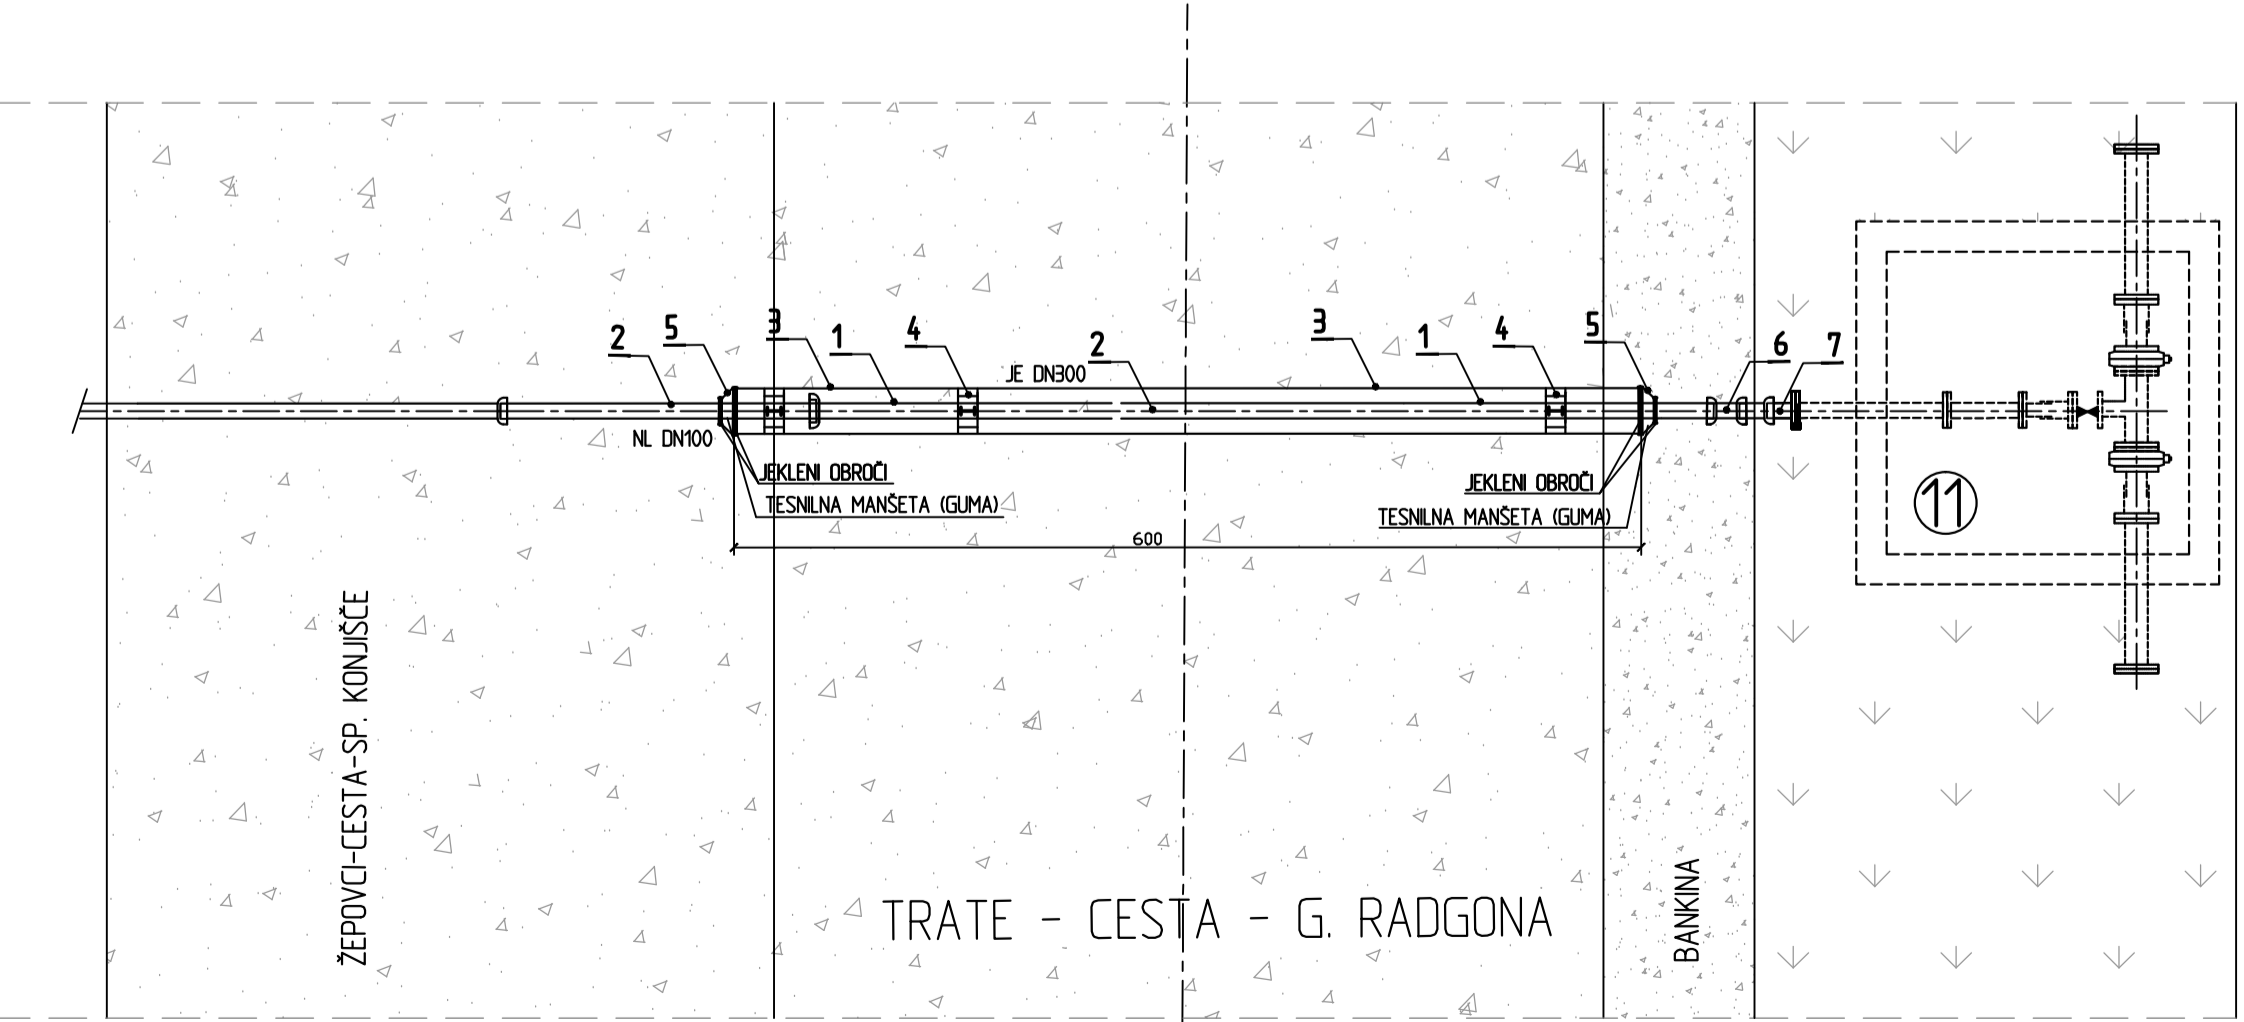 2
5
3
1
4
2
3
1
4
5
6
7
JE DN300
NL DN100
JEKLENI OBROČI
TESNILNA MANŠETA (GUMA)
JEKLENI OBROČI
TESNILNA MANŠETA (GUMA)
600
11
ŽEPOVCI-CESTA-SP. KONJIŠČE
TRATE - CESTA - G. RADGONA
BANKINA